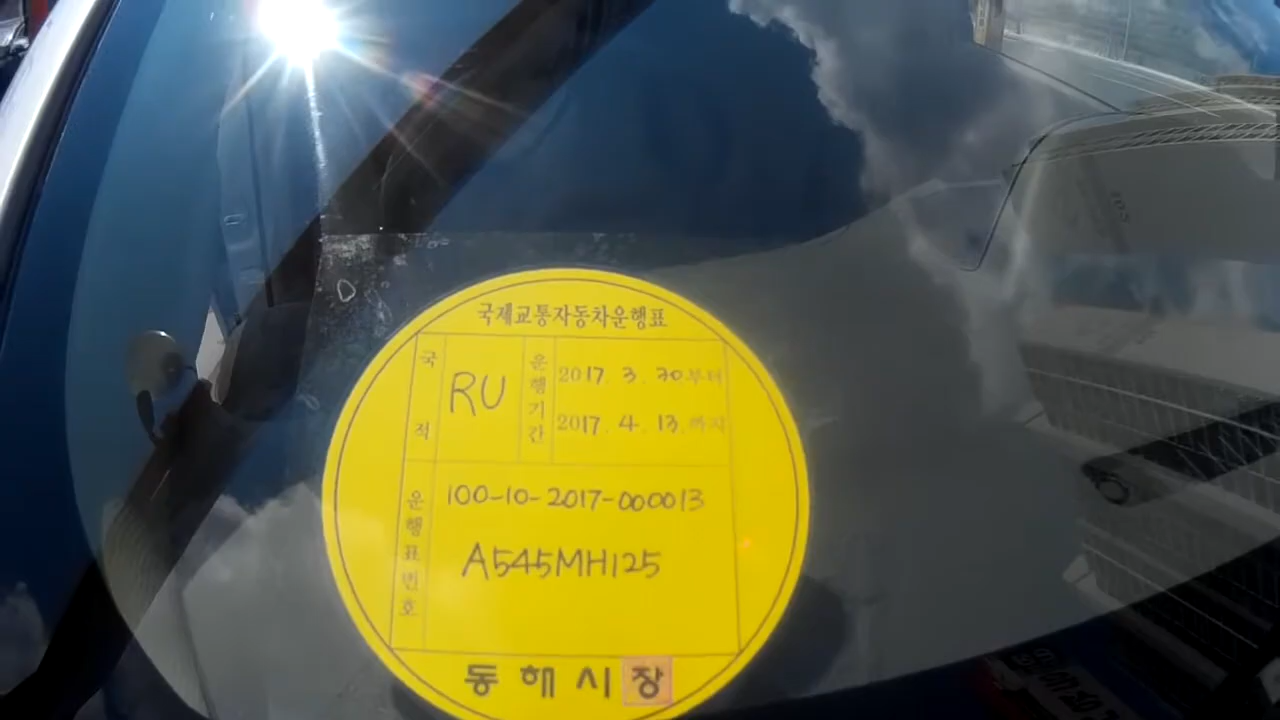 국제교통자동차운행표
국적 RU
운행기간 2017. 3. 30.부터
2017. 4. 13.까지
운행표번호 100-10-2017-000013
A545MH125
동해시장